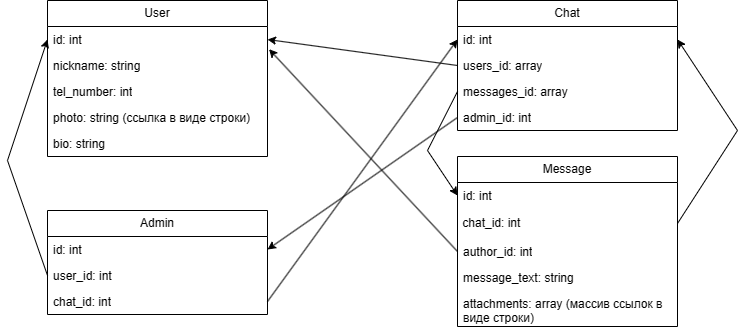 User
id: int
nickname: string
tel_number: int
photo: string (ссылка в виде строки)
bio: string
Chat
id: int
users_id: array
messages_id: array
admin_id: int
Admin
id: int
user_id: int
chat_id: int
Message
id: int
chat_id: int
author_id: int
message_text: string
attachments: array (массив ссылок в
виде строки)